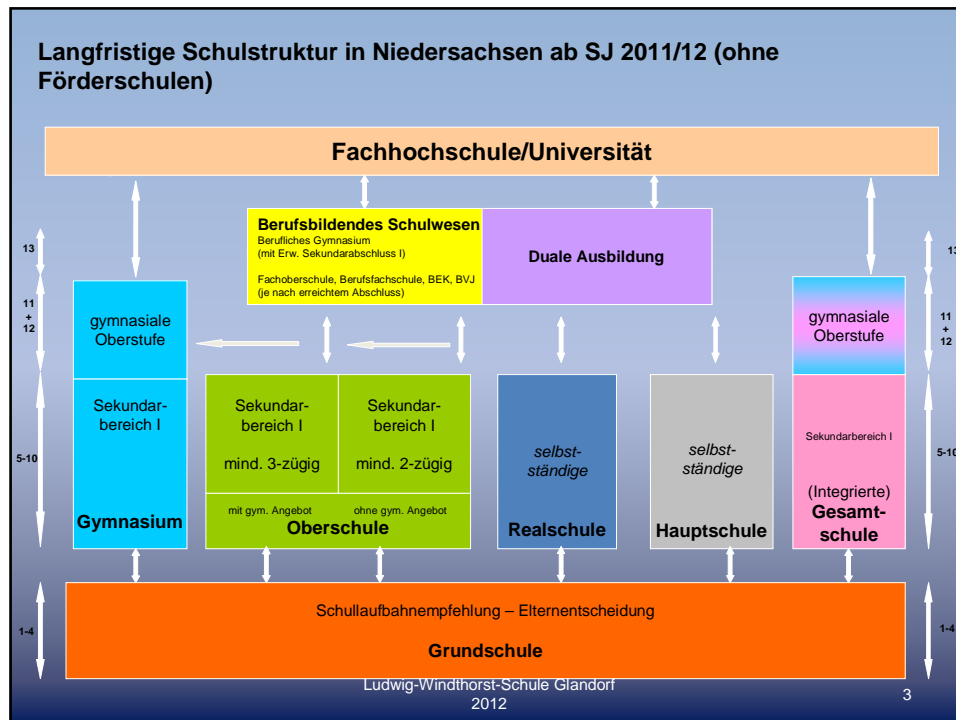 Langfristige Schulstruktur in Niedersachsen ab SJ 2011/12 (ohne
Förderschulen)
Fachhochschule/Universität
Berufsbildendes Schulwesen
Berufliches Gymnasium
(mit Erw. Sekundarabschluss I)
Fachoberschule, Berufsfachschule, BEK, BVJ
(je nach erreichtem Abschluss)
Duale Ausbildung
13
13
11
+
12
gymnasiale
Oberstufe
gymnasiale
Oberstufe
11
+
12
5-10
Sekundar-
bereich I
Gymnasium
Sekundar-
bereich I
mind. 3-zügig
mit gym. Angebot
Sekundar-
bereich I
mind. 2-zügig
ohne gym. Angebot
Oberschule
selbst-
ständige
Realschule
selbst-
ständige
Hauptschule
Sekundarbereich I
(Integrierte)
Gesamt-
schule
5-10
1-4
Schullaufbahnempfehlung – Elternentscheidung
Grundschule
1-4
Ludwig-Windthorst-Schule Glandorf
2012
3